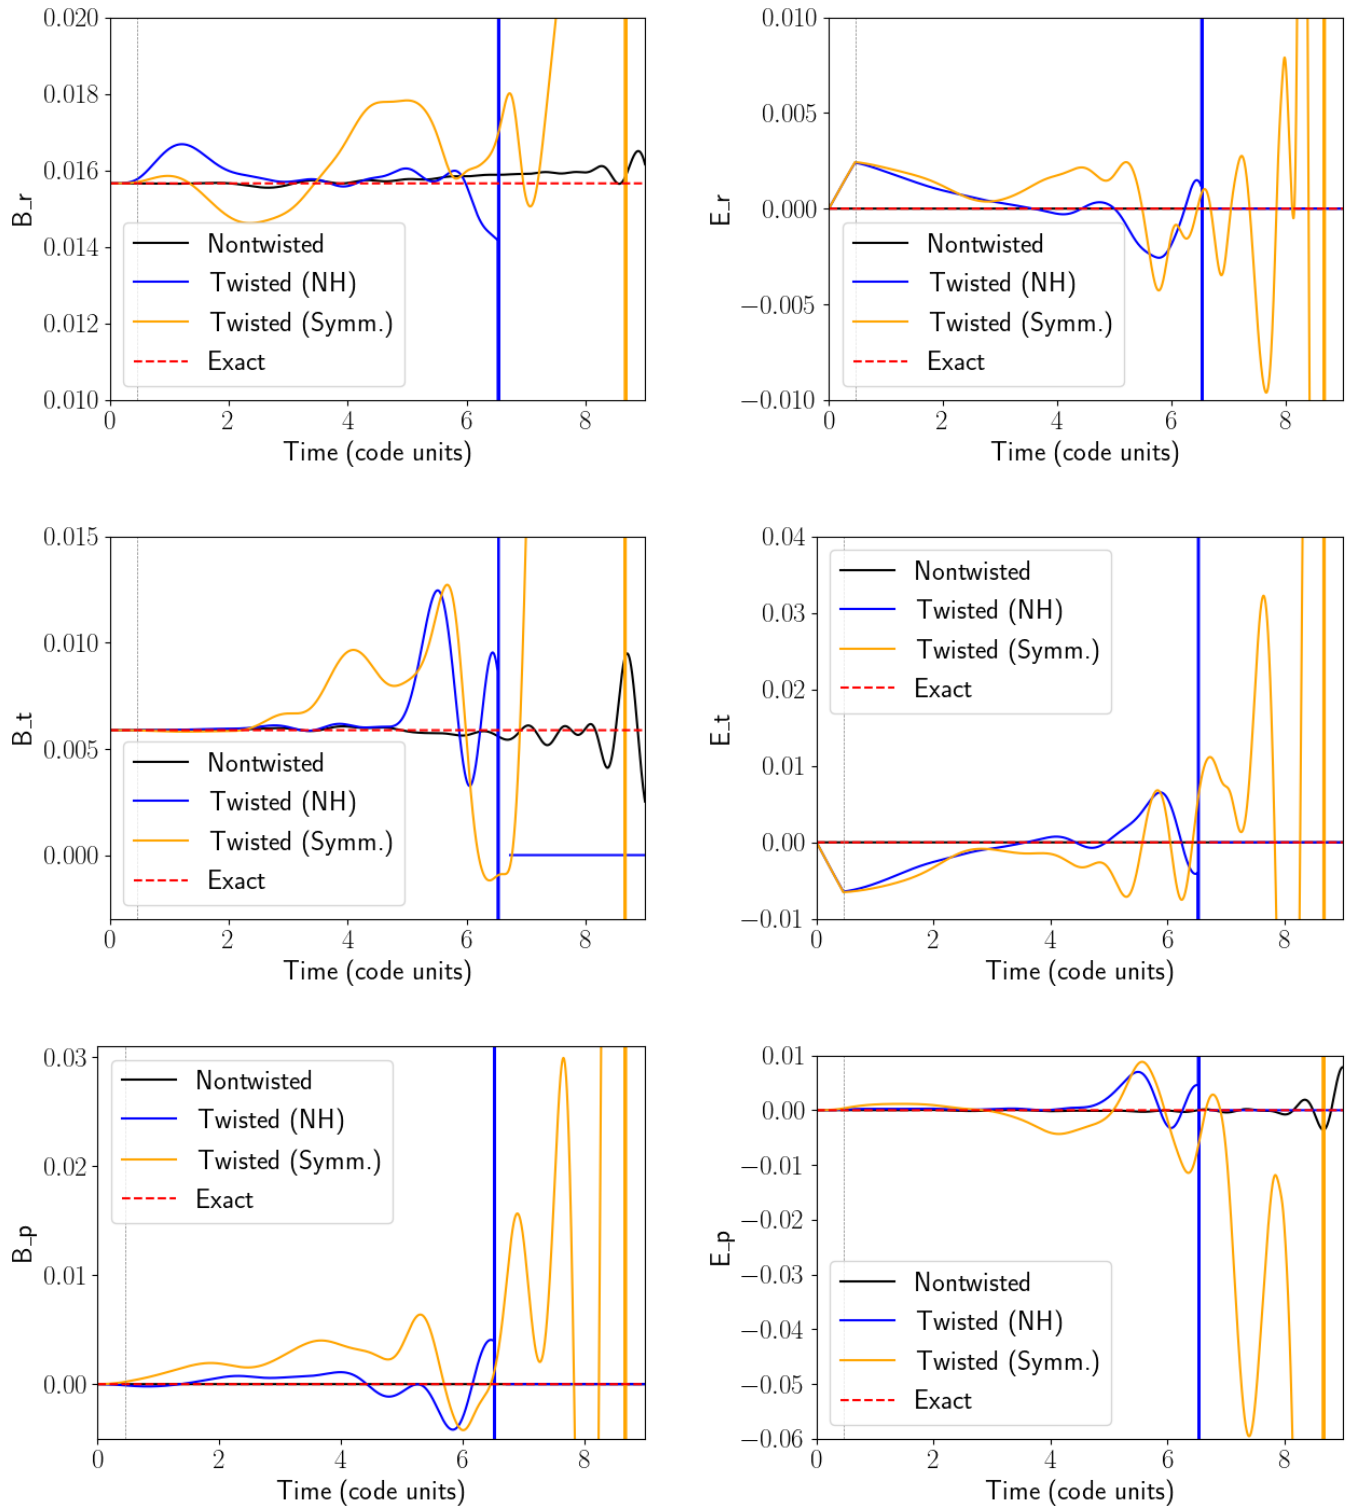 0.020
0.018
0.016
0.014
0.012
0.010
B_r
Nontwisted
Twisted (NH)
Twisted (Symm.)
Exact
0 2 4 6 8
Time (code units)
0.010
0.005
0.000
−0.005
−0.010
E_r
Nontwisted
Twisted (NH)
Twisted (Symm.)
Exact
0 2 4 6 8
Time (code units)
0.015
0.010
0.005
0.000
B_t
Nontwisted
Twisted (NH)
Twisted (Symm.)
Exact
0 2 4 6 8
Time (code units)
0.04
0.03
0.02
0.01
0.00
−0.01
E_t
Nontwisted
Twisted (NH)
Twisted (Symm.)
Exact
0 2 4 6 8
Time (code units)
0.03
0.02
0.01
0.00
B_p
Nontwisted
Twisted (NH)
Twisted (Symm.)
Exact
0 2 4 6 8
Time (code units)
0.01
0.00
−0.01
−0.02
−0.03
−0.04
−0.05
−0.06
E_p
Nontwisted
Twisted (NH)
Twisted (Symm.)
Exact
0 2 4 6 8
Time (code units)